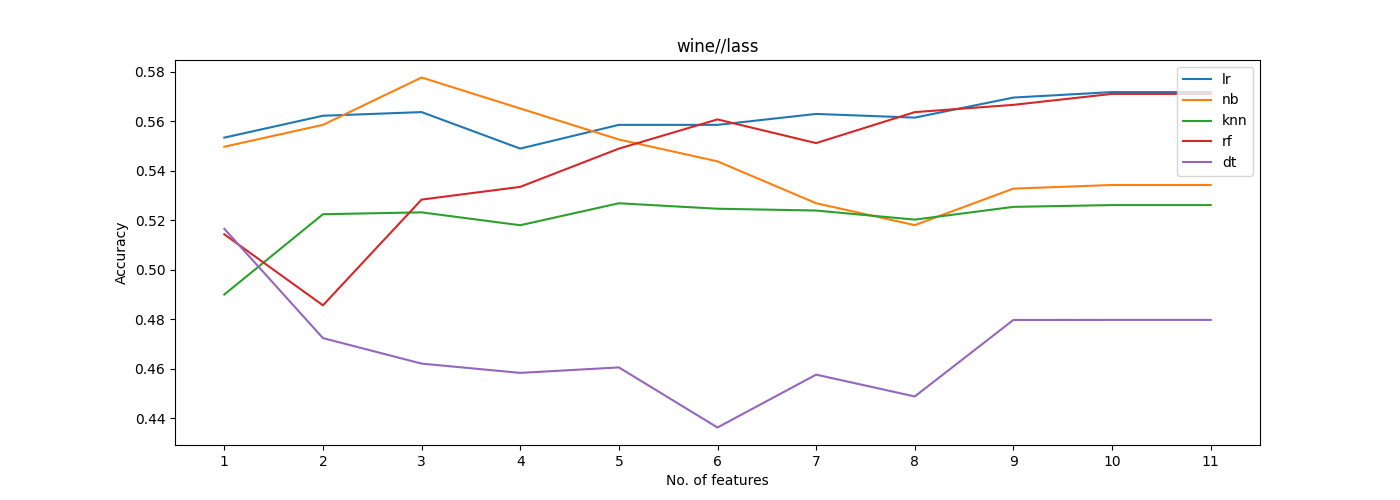 wine//lass
0.58
0.56
0.54
0.52
0.50
0.48
0.46
0.44
Accuracy
lr
nb
knn
rf
dt
1 2 3 4 5 6 7 8 9 10 11
No. of features